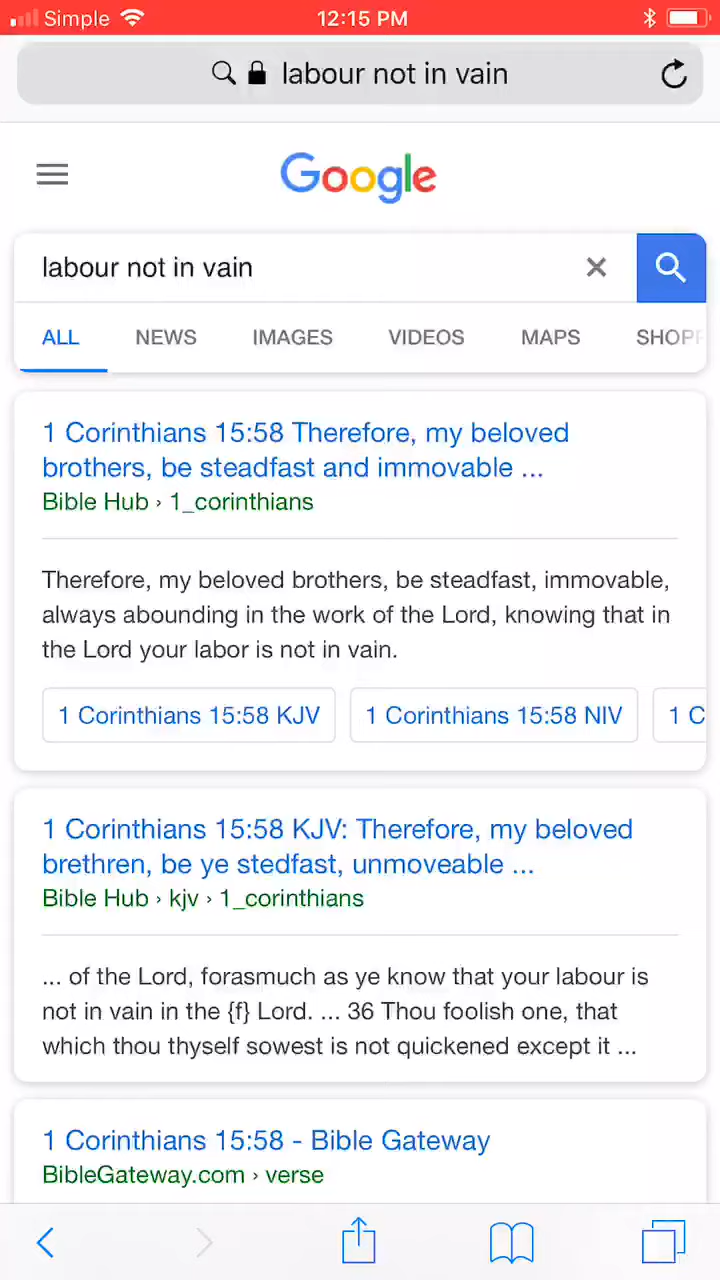 Simple 12:15 PM
labour not in vain
Google
labour not in vain
ALL NEWS IMAGES VIDEOS MAPS SHOPP
1 Corinthians 15:58 Therefore, my beloved
brothers, be steadfast and immovable ...
Bible Hub › 1_corinthians
Therefore, my beloved brothers, be steadfast, immovable,
always abounding in the work of the Lord, knowing that in
the Lord your labor is not in vain.
1 Corinthians 15:58 KJV 1 Corinthians 15:58 NIV 1 C
1 Corinthians 15:58 KJV: Therefore, my beloved
brethren, be ye stedfast, unmoveable ...
Bible Hub › kjv › 1_corinthians
... of the Lord, forasmuch as ye know that your labour is
not in vain in the {f} Lord. ... 36 Thou foolish one, that
which thou thyself sowest is not quickened except it ...
1 Corinthians 15:58 - Bible Gateway
BibleGateway.com › verse